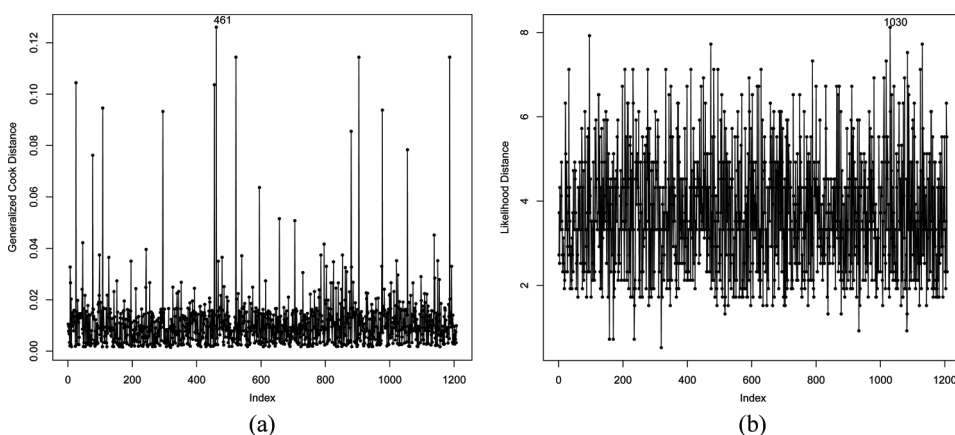 461
Generalized Cook Distance
0.00 0.02 0.04 0.06 0.08 0.10 0.12
0 200 400 600 800 1000 1200
Index
(a)
1030
Likelihood Distance
2 4 6 8
0 200 400 600 800 1000 1200
Index
(b)